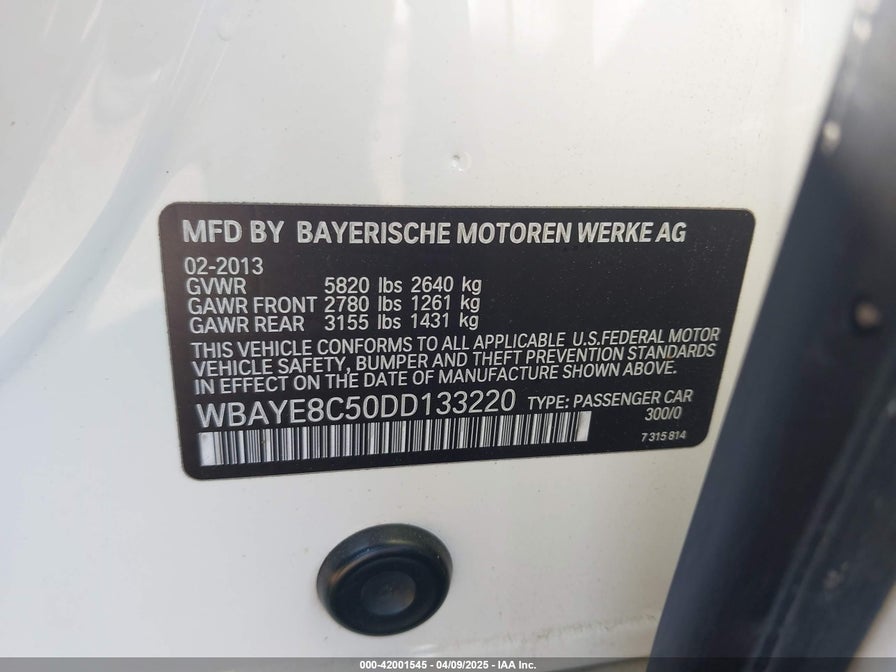 MFD BY BAYERISCHE MOTOREN WERKE AG
02-2013
GVWR 5820 lbs 2640 kg
GAWR FRONT 2780 lbs 1261 kg
GAWR REAR 3155 lbs 1431 kg
THIS VEHICLE CONFORMS TO ALL APPLICABLE U.S.FEDERAL MOTOR
VEHICLE SAFETY, BUMPER AND THEFT PREVENTION STANDARDS
IN EFFECT ON THE DATE OF MANUFACTURE SHOWN ABOVE.
WBAYE8C50DD133220 TYPE: PASSENGER CAR
300/0
7 315 814
000-42001545 - 04/09/2025 - IAA Inc.